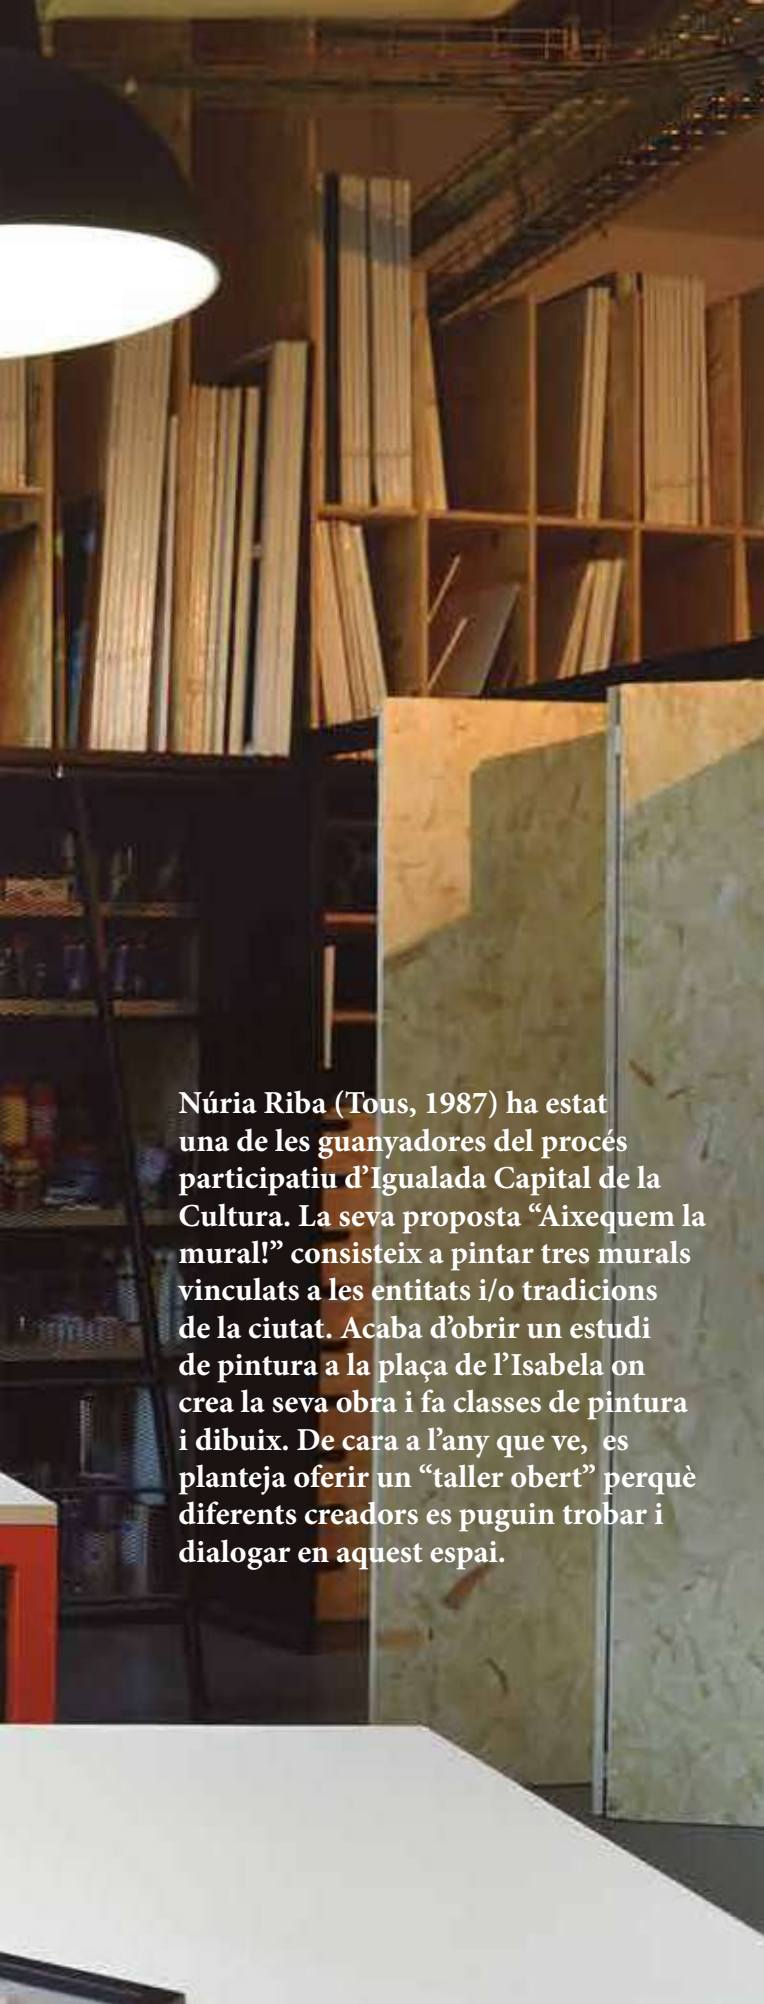 Núria Riba (Tous, 1987) ha estat
una de les guanyadores del procés
participatiu d’Igualada Capital de la
Cultura. La seva proposta “Aixequem la
mural!” consisteix a pintar tres murals
vinculats a les entitats i/o tradicions
de la ciutat. Acaba d’obrir un estudi
de pintura a la plaça de l’Isabela on
crea la seva obra i fa classes de pintura
i dibuix. De cara a l’any que ve,  es
planteja oferir un “taller obert” perquè
diferents creadors es puguin trobar i
dialogar en aquest espai.